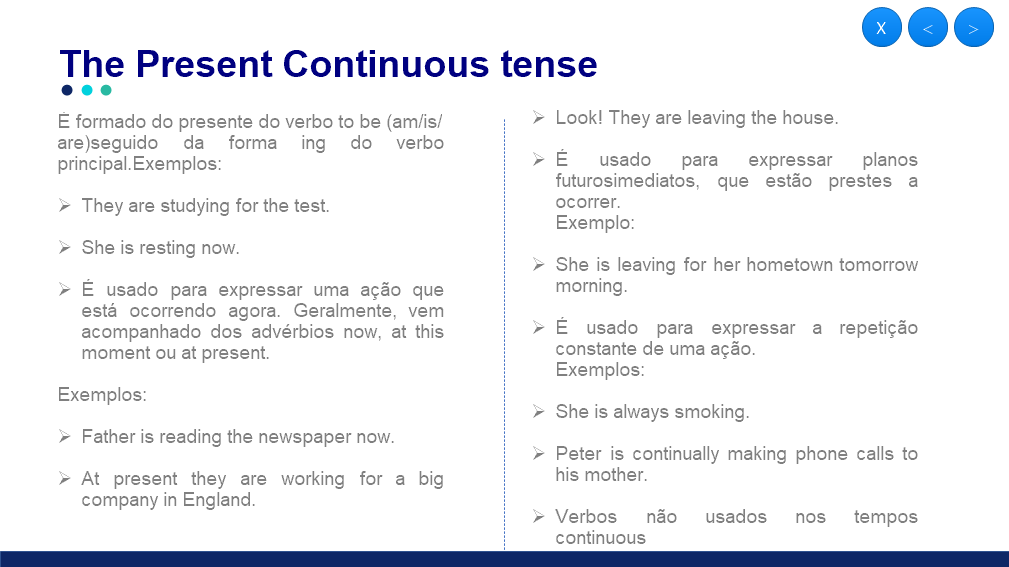 X < >
The Present Continuous tense
É formado do presente do verbo to be (am/is/
are)seguido da forma ing do verbo
principal.Exemplos:
➢ They are studying for the test.
➢ She is resting now.
➢ É usado para expressar uma ação que
está ocorrendo agora. Geralmente, vem
acompanhado dos advérbios now, at this
moment ou at present.
Exemplos:
➢ Father is reading the newspaper now.
➢ At present they are working for a big
company in England.
➢ Look! They are leaving the house.
➢ É usado para expressar planos
futurosimediatos, que estão prestes a
ocorrer.
Exemplo:
➢ She is leaving for her hometown tomorrow
morning.
➢ É usado para expressar a repetição
constante de uma ação.
Exemplos:
➢ She is always smoking.
➢ Peter is continually making phone calls to
his mother.
➢ Verbos não usados nos tempos
continuous